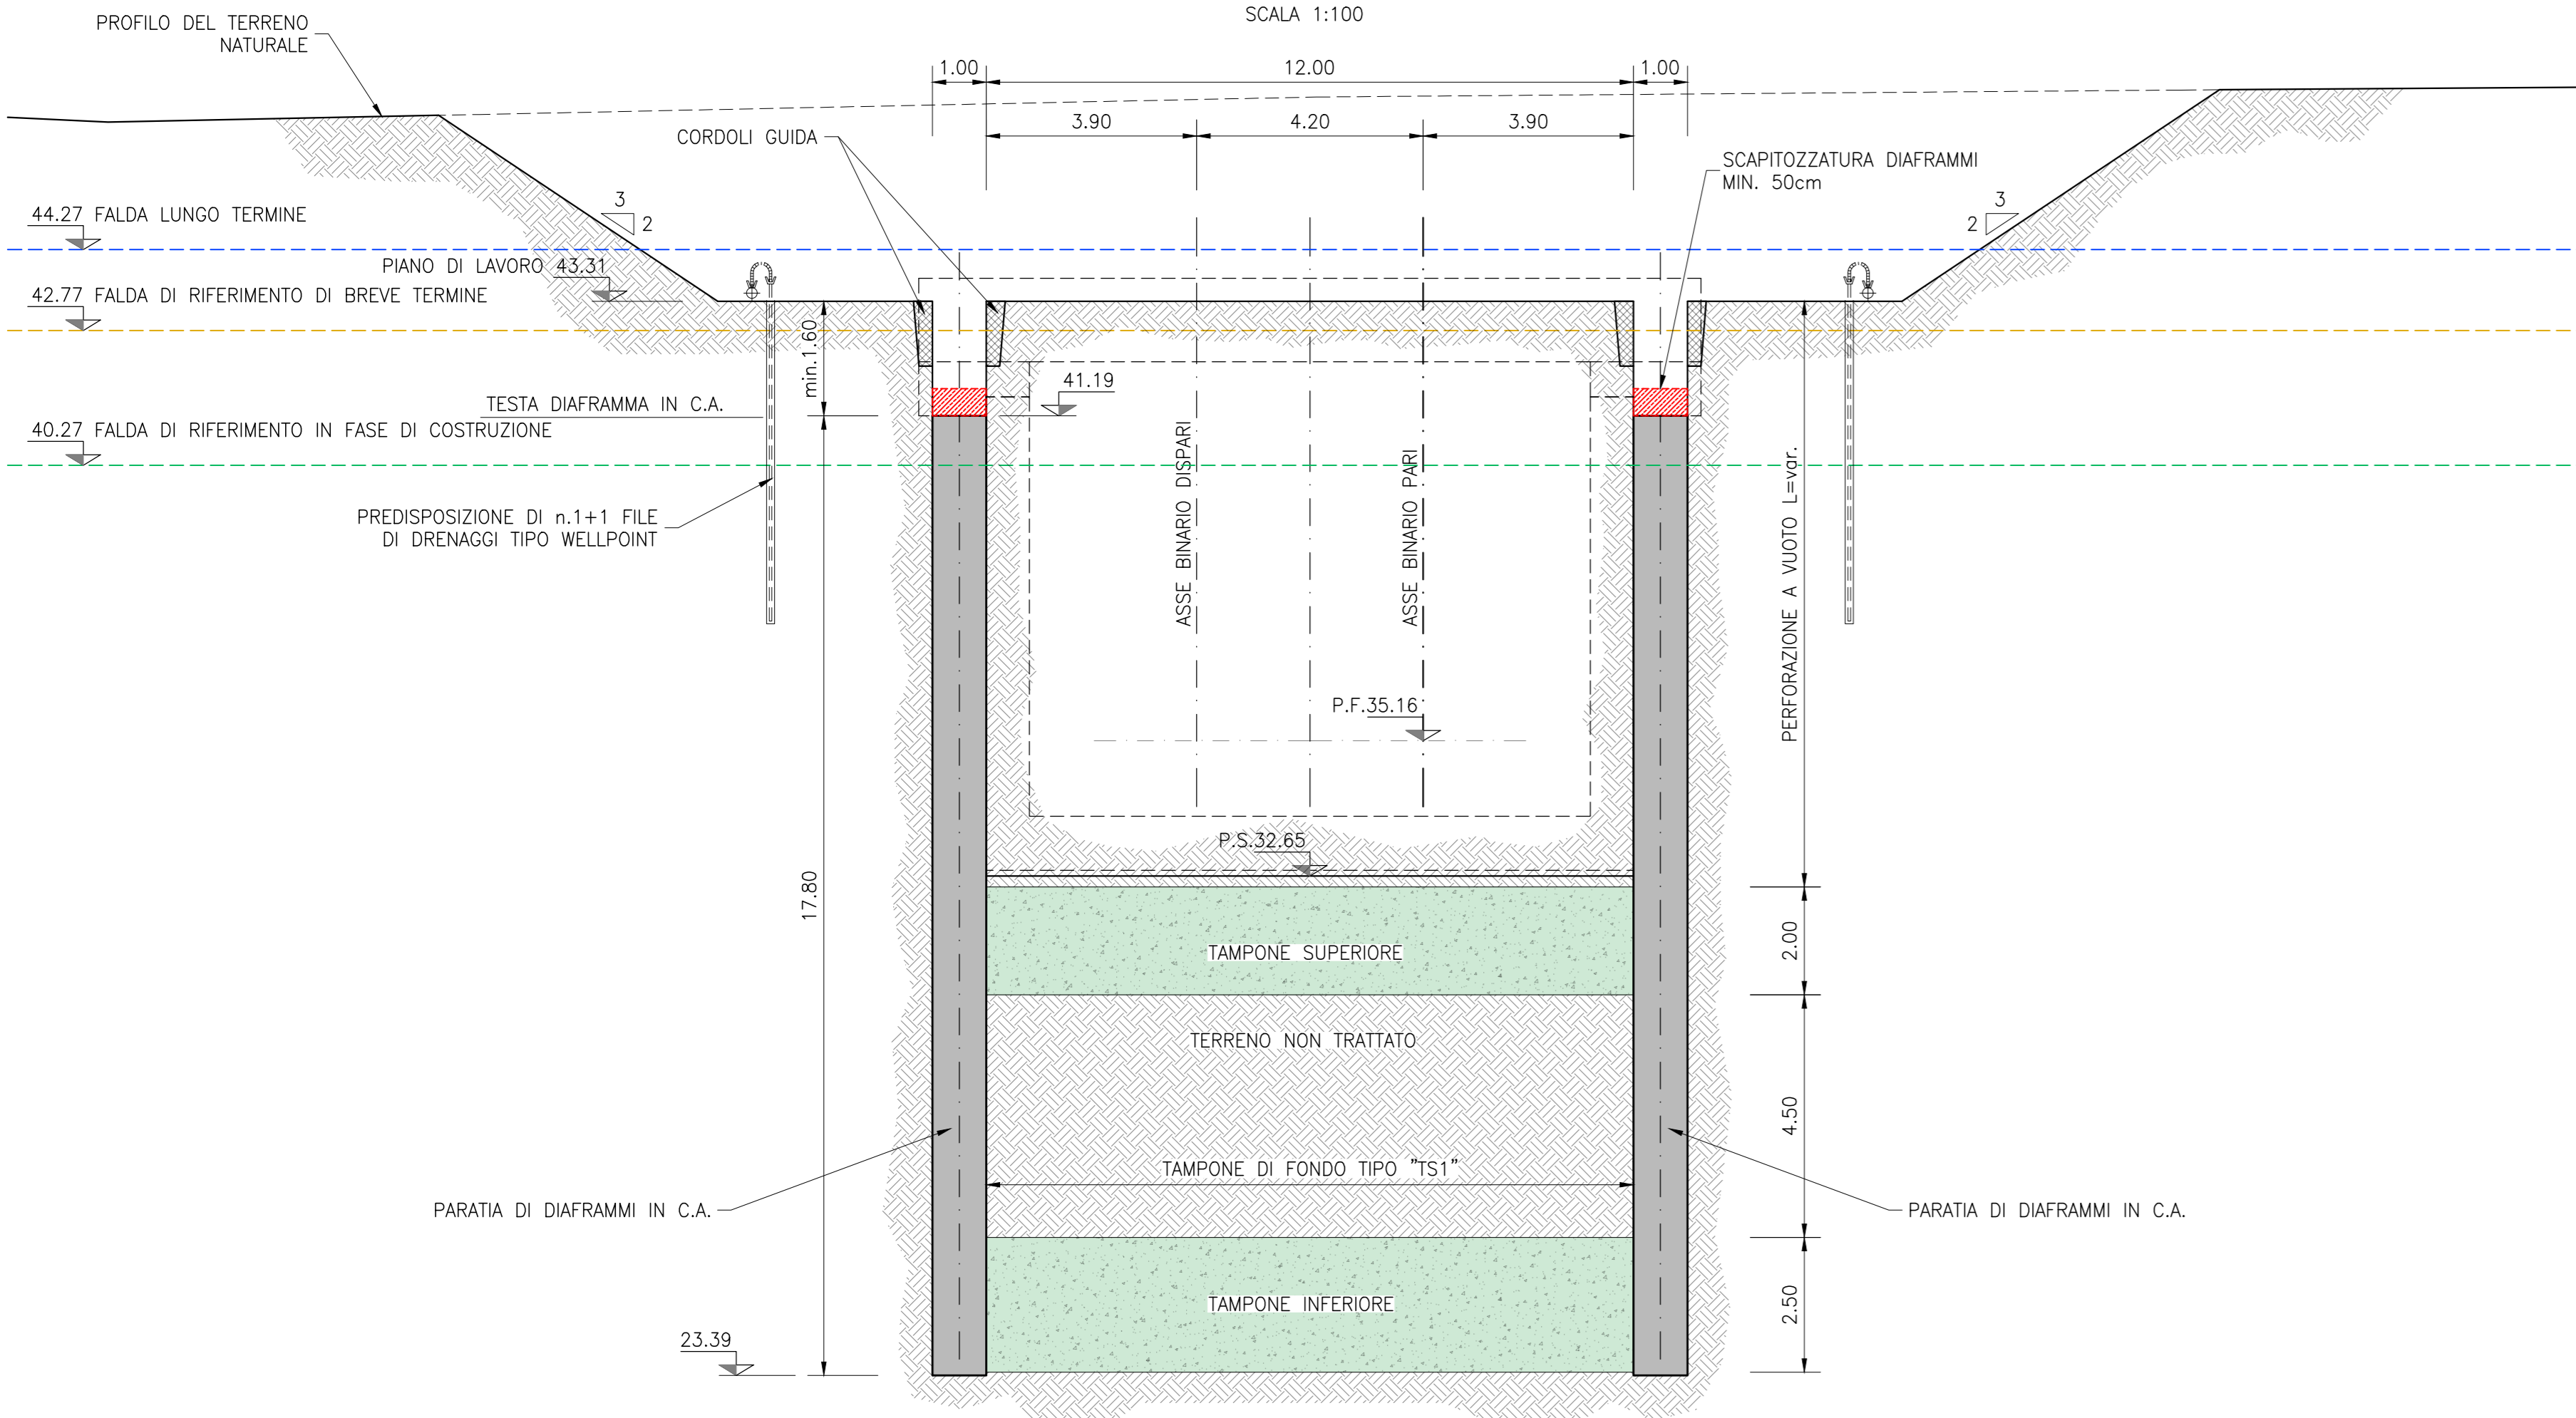 SCALA 1:100
PROFILO DEL TERRENO
NATURALE
1.00
12.00
1.00
3.90
4.20
3.90
CORDOLI GUIDA
SCAPITOZZATURA DIAFRAMMI
MIN. 50cm
3
2
3
2
44.27 FALDA LUNGO TERMINE
PIANO DI LAVORO 43.31
42.77 FALDA DI RIFERIMENTO DI BREVE TERMINE
min.1.60
41.19
TESTA DIAFRAMMA IN C.A.
40.27 FALDA DI RIFERIMENTO IN FASE DI COSTRUZIONE
PREDISPOSIZIONE DI n.1+1 FILE
DI DRENAGGI TIPO WELLPOINT
ASSE BINARIO DISPARI
ASSE BINARIO PARI
PERFORAZIONE A VUOTO L=var.
P.F.35.16
P.S.32.65
17.80
2.00
TAMPONE SUPERIORE
TERRENO NON TRATTATO
4.50
TAMPONE DI FONDO TIPO "TS1"
PARATIA DI DIAFRAMMI IN C.A.
PARATIA DI DIAFRAMMI IN C.A.
TAMPONE INFERIORE
2.50
23.39